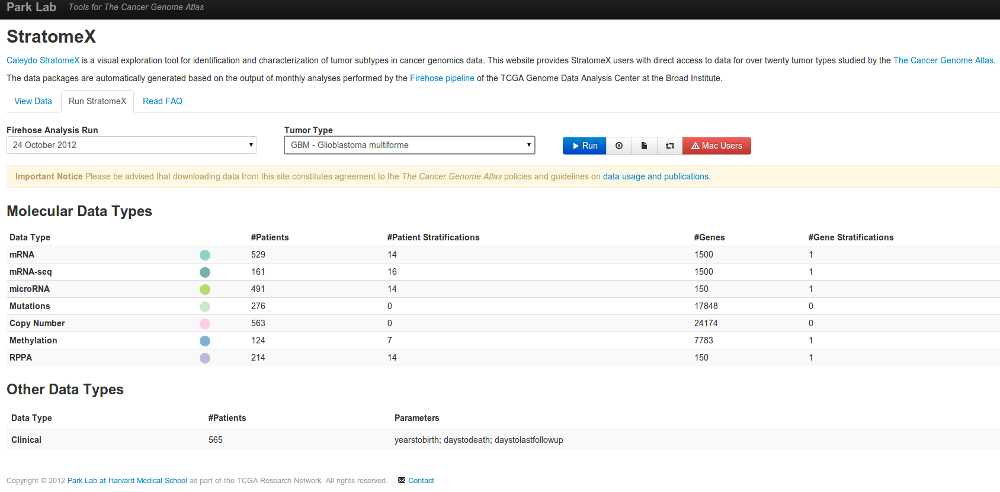 Park Lab Tools for The Cancer Genome Atlas
StratomeX
Caleydo StratomeX is a visual exploration tool for identification and characterization of tumor subtypes in cancer genomics data. This website provides StratomeX users with direct access to data for over twenty tumor types studied by the The Cancer Genome Atlas.
The data packages are automatically generated based on the output of monthly analyses performed by the Firehose pipeline of the TCGA Genome Data Analysis Center at the Broad Institute.
View Data Run StratomeX Read FAQ
Firehose Analysis Run Tumor Type
24 October 2012 GBM - Glioblastoma multiforme Run Mac Users
Important Notice Please be advised that downloading data from this site constitutes agreement to the The Cancer Genome Atlas policies and guidelines on data usage and publications.
Molecular Data Types
Data Type #Patients #Patient Stratifications #Genes #Gene Stratifications
mRNA 529 14 1500 1
mRNA-seq 161 16 1500 1
microRNA 491 14 150 1
Mutations 276 0 17848 0
Copy Number 563 0 24174 0
Methylation 124 7 7783 1
RPPA 214 14 150 1
Other Data Types
Data Type #Patients Parameters
Clinical 565 yearstobirth; daystodeath; daystolastfollowup
Copyright © 2012 Park Lab at Harvard Medical School as part of the TCGA Research Network. All rights reserved. Contact